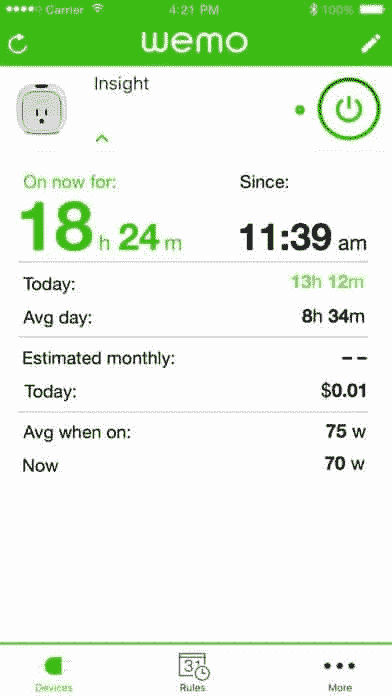 Carrier 4:21 PM 100%
wemo
Insight
On now for: Since:
18 h 24 m 11:39 am
Today: 13h 12m
Avg day: 8h 34m
Estimated monthly: – –
Today: $0.01
Avg when on: 75 w
Now 70 w
31
Devices Rules More